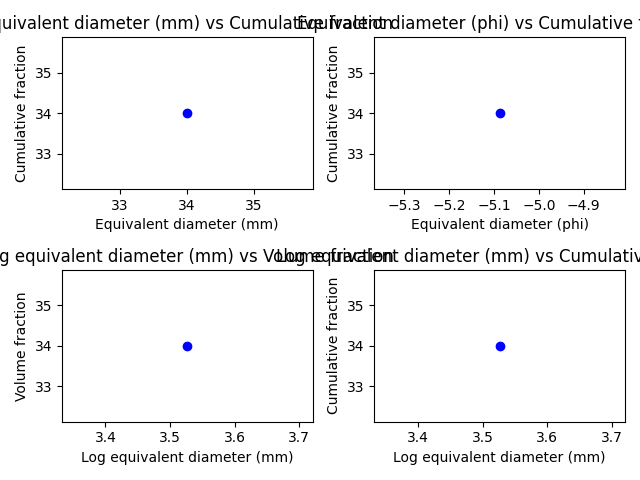 quivalent diameter (mm) vs Cumulative fraction
Equivalent diameter (phi) vs Cumulative
Cumulative fraction
35
34
33
33
34
35
Equivalent diameter (mm)
Cumulative fraction
35
34
33
−5.3
−5.2
−5.1
−5.0
−4.9
Equivalent diameter (phi)
g equivalent diameter (mm) vs Volume fraction
Log equivalent diameter (mm) vs Cumulative
Volume fraction
35
34
33
3.4
3.5
3.6
3.7
Log equivalent diameter (mm)
Cumulative fraction
35
34
33
3.4
3.5
3.6
3.7
Log equivalent diameter (mm)